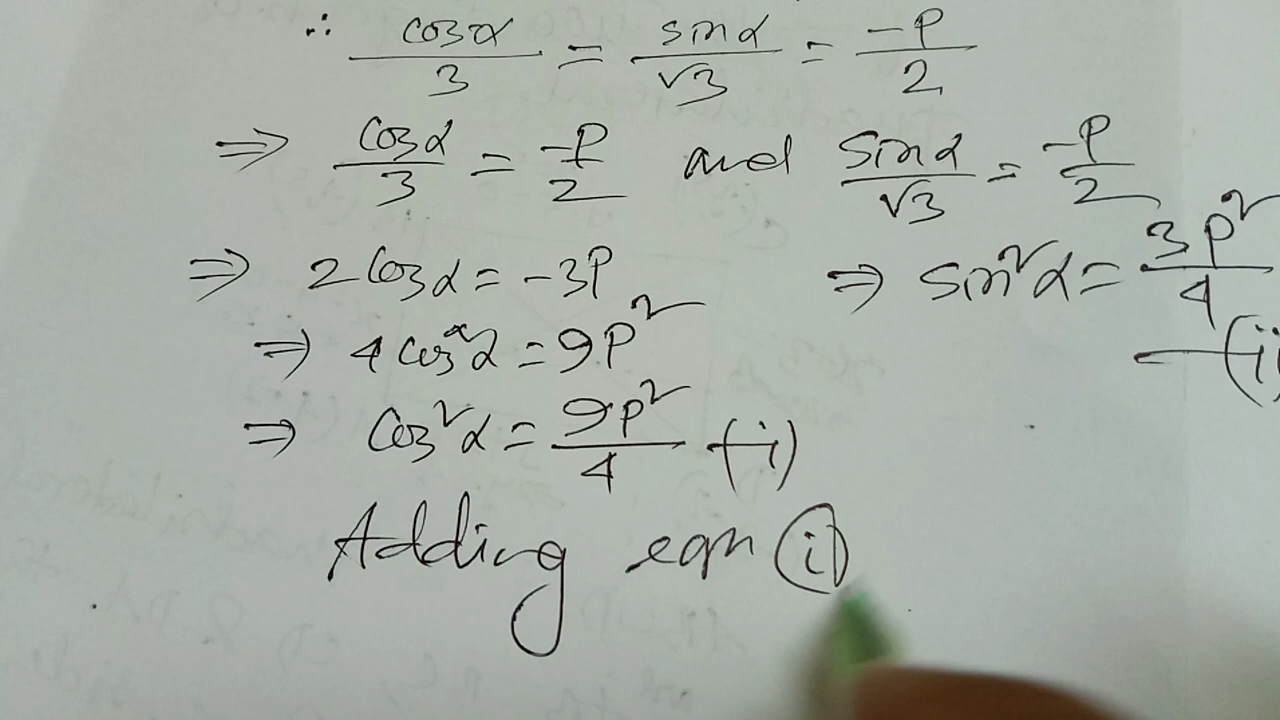 ∴ cosα/3 = sinα/√3 = -P/2
⇒ cosα/3 = -P/2 and sinα/√3 = -P/2
⇒ 2cosα = -3P ⇒ sin²α = 3P²/4
⇒ 4cos²α = 9P² —(ii
⇒ cos²α = 9P²/4 —(i)
Adding eqn (i)